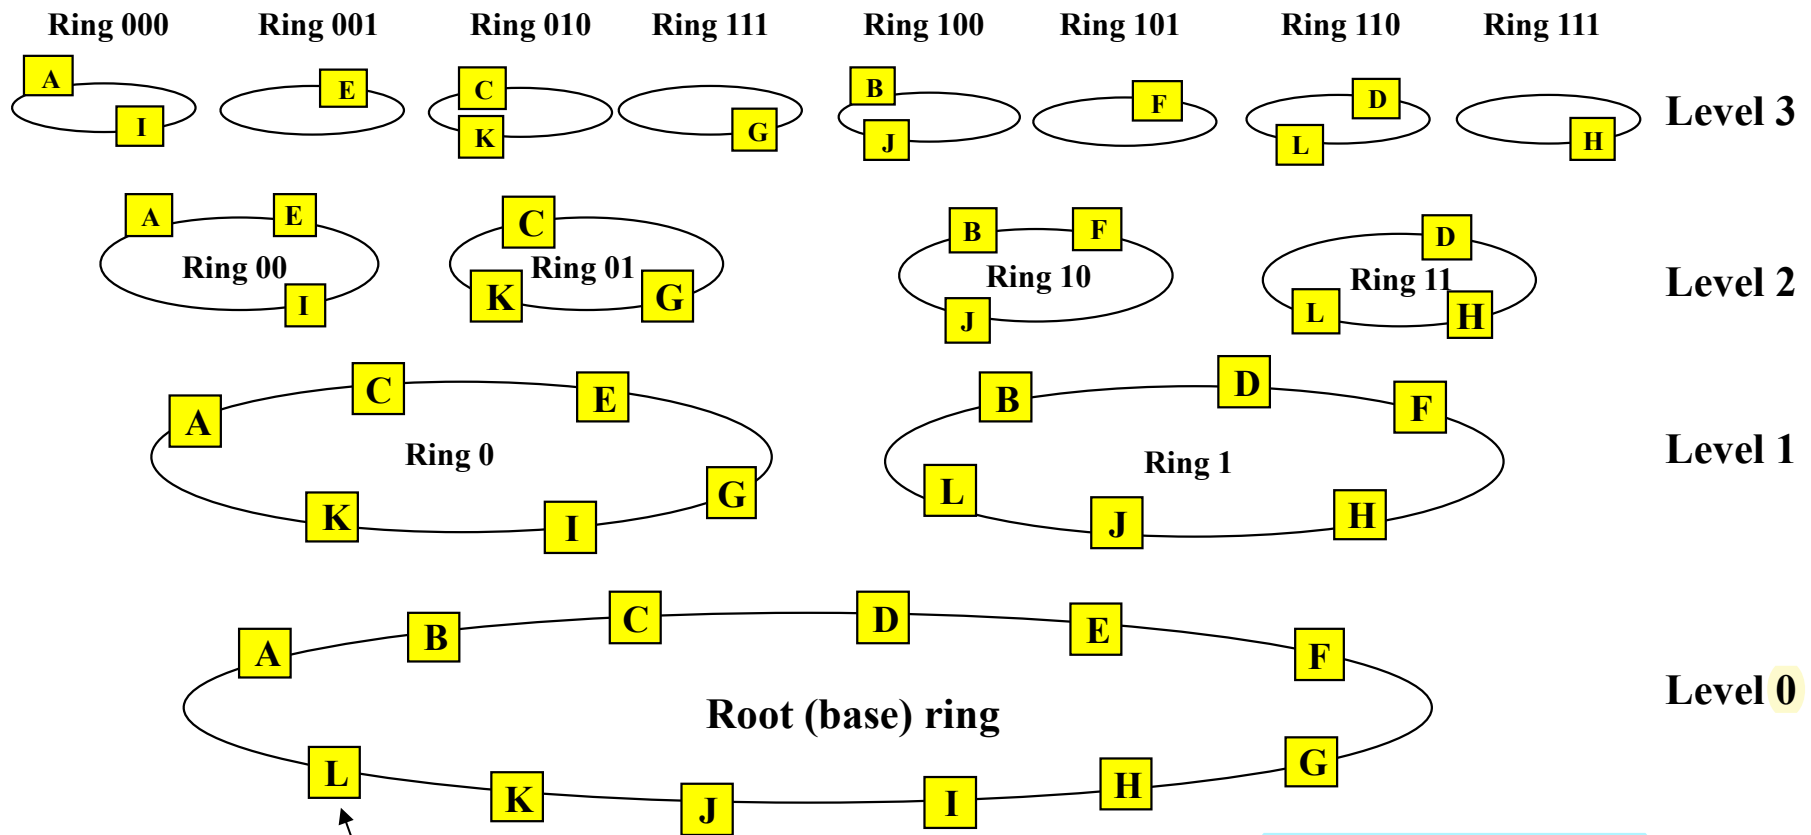 Ring 000 Ring 001 Ring 010 Ring 111 Ring 100 Ring 101 Ring 110 Ring 111
A E C B F D
I K G J L H
Level 3
A E C B F D
Ring 00 Ring 01 Ring 10 Ring 11
Level 2
I K G J L H
A C E B D F
Ring 0 Ring 1
Level 1
K I G L J H
A B C D E F
Root (base) ring
Level 0
L K J I H G